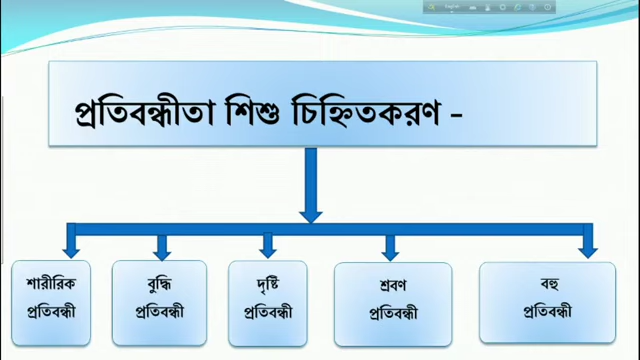 প্রতিবন্ধীতা শিশু চিহ্নিতকরণ -
শারীরিক
প্রতিবন্ধী
বুদ্ধি
প্রতিবন্ধী
দৃষ্টি
প্রতিবন্ধী
শ্রবণ
প্রতিবন্ধী
বহু
প্রতিবন্ধী